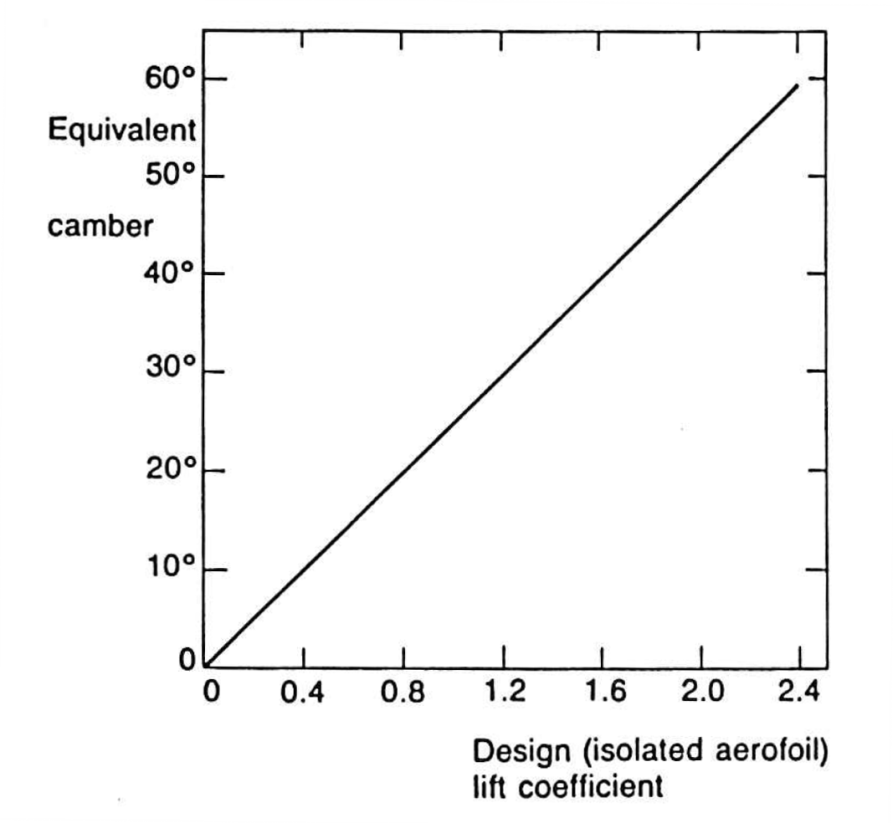 60°
Equivalent
50°
camber
40°
30°
20°
10°
0
0 0.4 0.8 1.2 1.6 2.0 2.4
Design (isolated aerofoil)
lift coefficient